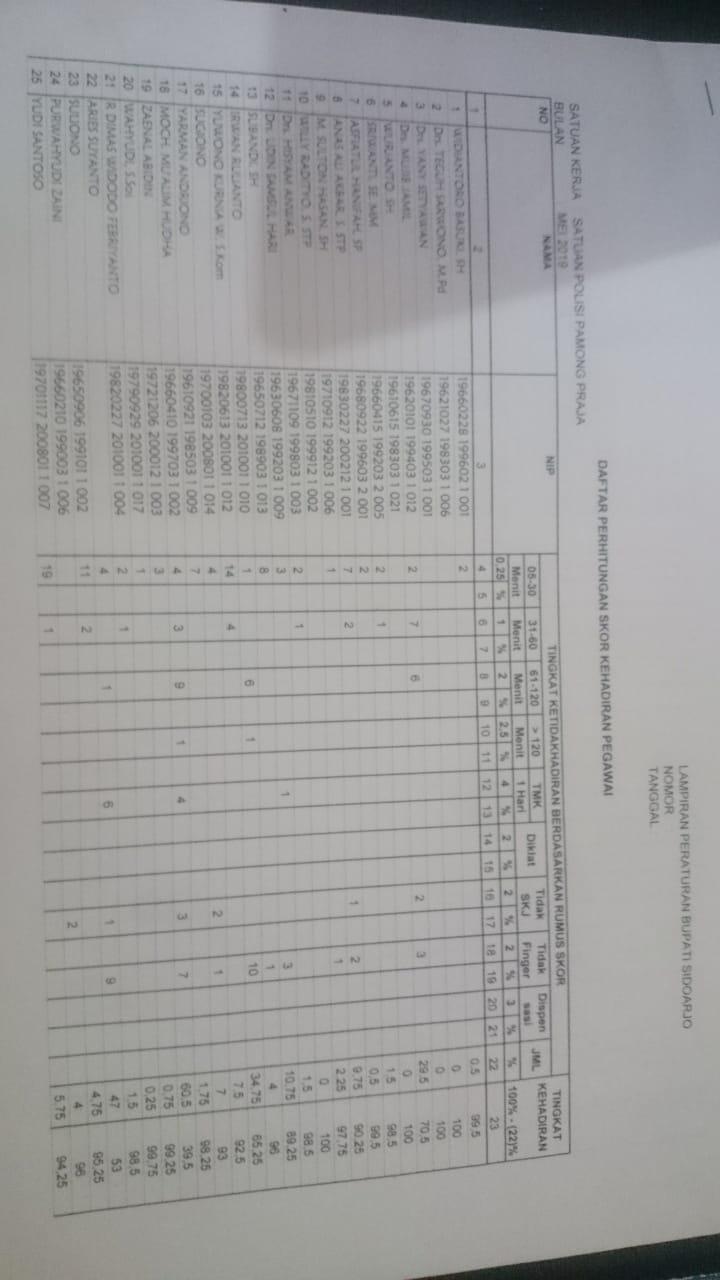 LAMPIRAN PERATURAN BUPATI SIDOARJO
NOMOR
TANGGAL
DAFTAR PERHITUNGAN SKOR KEHADIRAN PEGAWAI
SATUAN KERJA SATUAN POLISI PAMONG PRAJA
BULAN MEI 2019
NO NAMA NIP TINGKAT KETIDAKHADIRAN BERDASARKAN RUMUS SKOR TINGKAT KEHADIRAN
05-30 Menit 31-60 Menit 61-120 Menit > 120 Menit TMK 1 Hari Diklat Tidak SKJ Tidak Finger Dispen sasi JML
0,25 % 1 % 2 % 2,5 % 4 % 2 % 2 % 2 % 3 % % 100% - (22)%
1 2 3 4 5 6 7 8 9 10 11 12 13 14 15 16 17 18 19 20 21 22 23
1 WIDIANTORO BASUKI, SH 19660228 199602 1 001 2 0,5 99,5
2 Drs. TEGUH SARWONO, M.Pd 19621027 198303 1 006 0 100
3 Drs. YANY SETYAWAN 19670930 199503 1 001 0 100
4 Drs. MUJIB JAMIL 19620101 199403 1 012 2 7 6 2 3 29,5 70,5
5 WURJANTO, SH 19610615 198303 1 021 0 100
6 SRIWANTI, SE, MM 19660415 199203 2 005 2 1 1,5 98,5
7 ASFIATUL HANIFAH, SP 19680922 199603 2 001 2 0,5 99,5
8 ANAS ALI AKBAR, S. STP 19830227 200212 1 001 7 2 1 2 9,75 90,25
9 M. SULTON HASAN, SH 19710912 199203 1 006 1 1 2,25 97,75
10 WILLY RADITYO, S. STP 19810510 199912 1 002 0 100
11 Drs. HISYAM ANWAR 19671109 199803 1 003 2 1 1,5 98,5
12 Drs. UDIN SAMSUL HARI 19630608 199203 1 009 3 1 3 10,75 89,25
13 SUBANDI, SH 19650712 198903 1 013 8 1 4 96
14 IRWAN RULIANTO 19800713 201001 1 010 1 6 1 10 34,75 65,25
15 YUWONO KURNIA W, S.Kom 19820613 201001 1 012 14 4 7,5 92,5
16 SUGIONO 19700103 200801 1 014 4 2 1 7 93
17 YARMAN ANDRIONO 19610921 198503 1 009 7 1,75 98,25
18 MOCH. MU'ALIM HUDHA 19660410 199703 1 002 4 3 9 1 4 3 7 60,5 39,5
19 ZAENAL ABIDIN 19721206 200012 1 003 3 0,75 99,25
20 WAHYUDI, S.Sos 19790929 201001 1 017 1 0,25 99,75
21 R DIMAS WIDODO FEBRIYANTO 19820227 201001 1 004 2 1 1,5 98,5
22 ARIES SUYANTO 4 1 6 1 9 47 53
23 SULIONO 19650906 199101 1 002 11 2 4,75 95,25
24 PURWAHYUDI ZAINI 19660210 199003 1 006 2 4 96
25 YUDI SANTOSO 19701117 200801 1 007 19 1 5,75 94,25